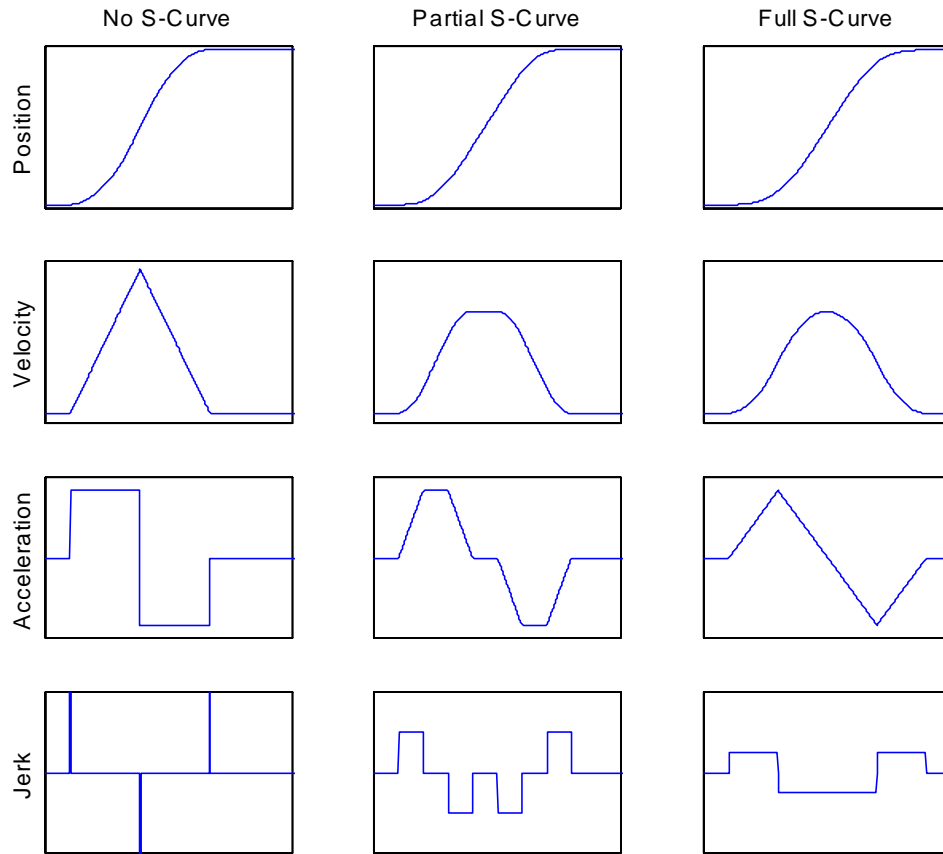 No S-Curve
Partial S-Curve
Full S-Curve
Position
Velocity
Acceleration
Jerk